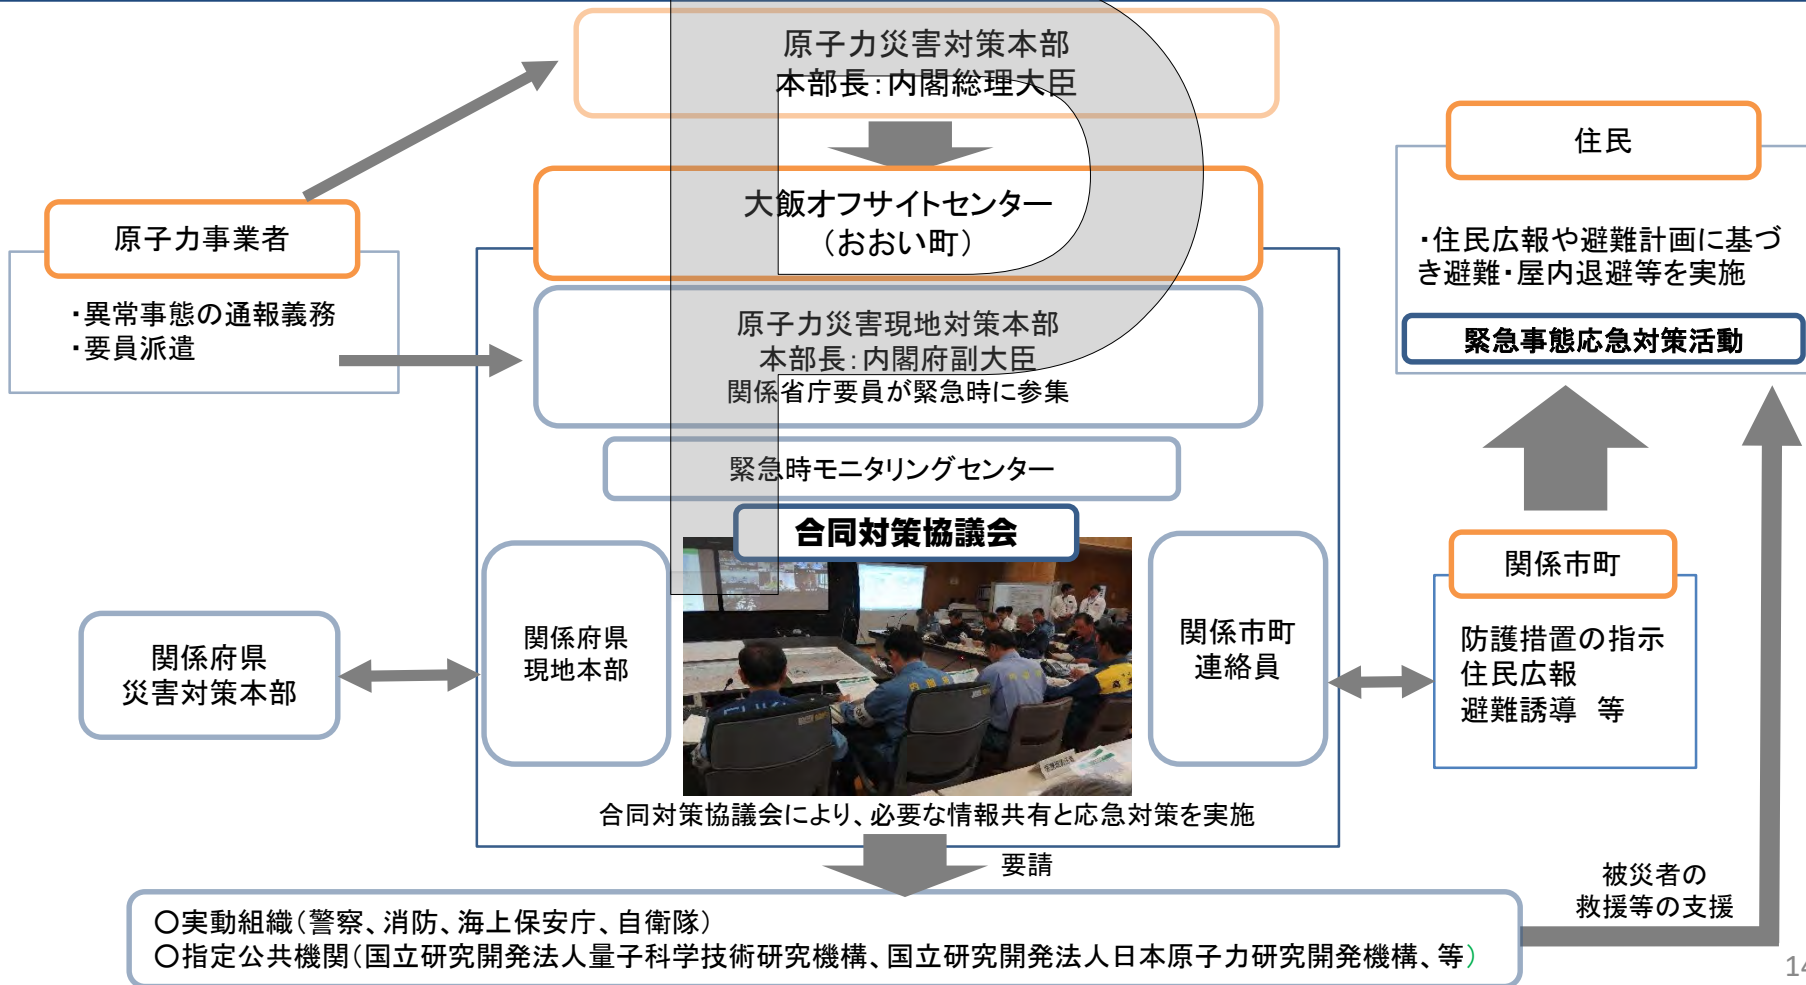 原子力災害対策本部
本部長：内閣総理大臣
大飯オフサイトセンター
（おおい町）
原子力事業者
・異常事態の通報義務
・要員派遣
原子力災害現地対策本部
本部長：内閣府副大臣
関係省庁要員が緊急時に参集
緊急時モニタリングセンター
合同対策協議会
関係府県
災害対策本部
関係府県
現地本部
関係市町
連絡員
合同対策協議会により、必要な情報共有と応急対策を実施
住民
・住民広報や避難計画に基づ
き避難・屋内退避等を実施
緊急事態応急対策活動
関係市町
防護措置の指示
住民広報
避難誘導　等
要請
被災者の
救援等の支援
○実動組織（警察、消防、海上保安庁、自衛隊）
○指定公共機関（国立研究開発法人量子科学技術研究機構、国立研究開発法人日本原子力研究開発機構、等）
14